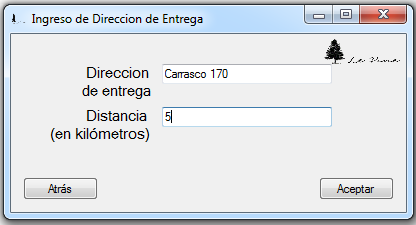 Ingreso de Direccion de Entrega
Direccion
de entrega
Carrasco 170
Distancia
(en kilómetros)
5
Atrás
Aceptar